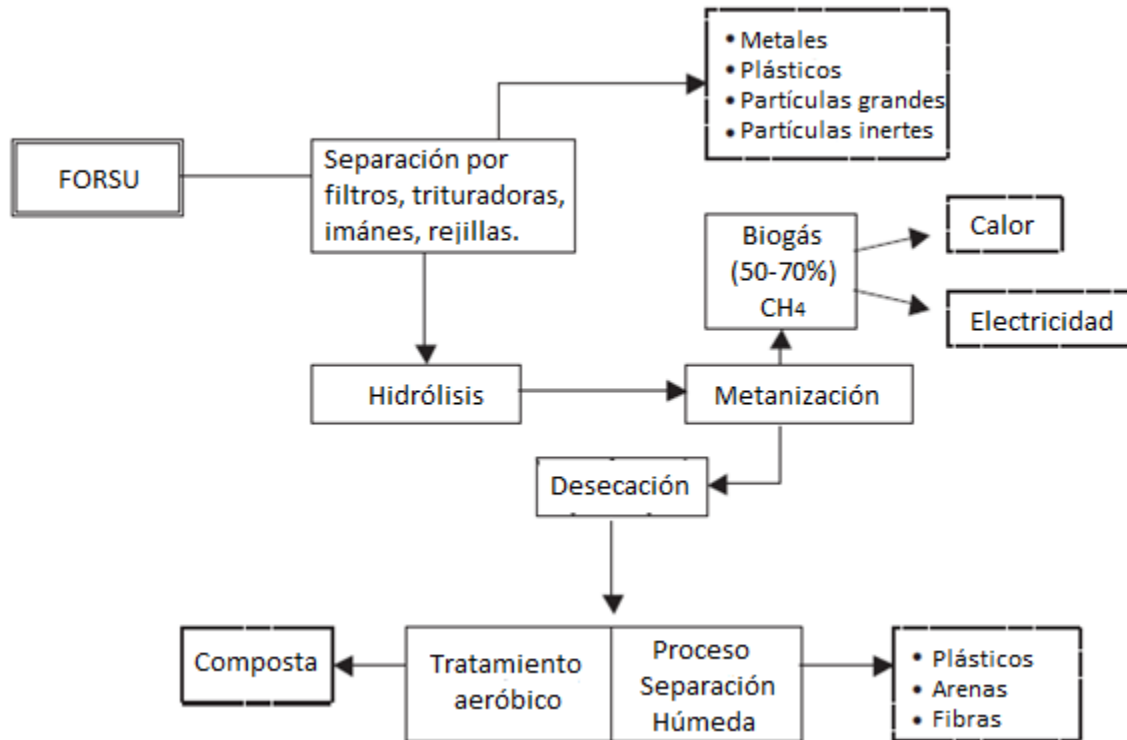 • Metales
• Plásticos
• Partículas grandes
• Partículas inertes
FORSU
Separación por
filtros, trituradoras,
imánes, rejillas.
Biogás
(50-70%)
CH4
Calor
Electricidad
Hidrólisis
Metanización
Desecación
Composta
Tratamiento
aeróbico
Proceso
Separación
Húmeda
• Plásticos
• Arenas
• Fibras